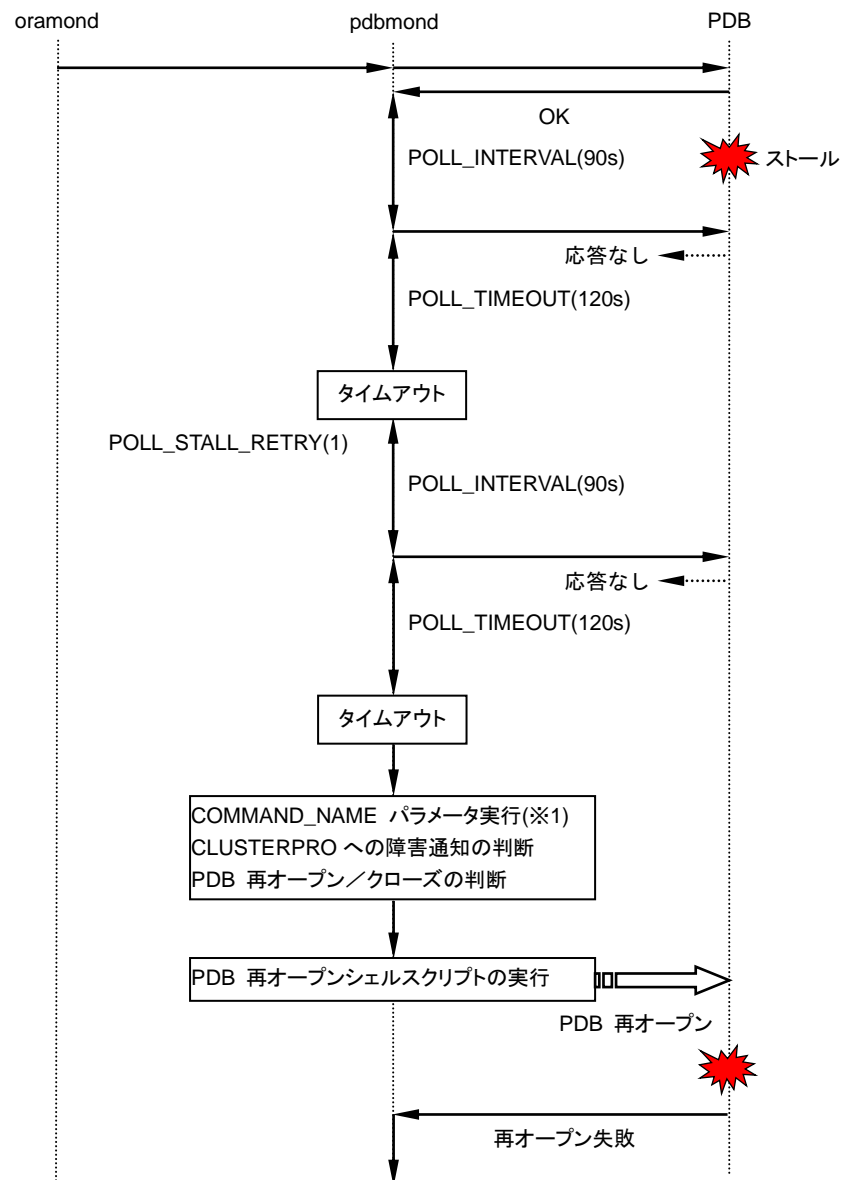 oramond
pdbmond
PDB
OK
POLL_INTERVAL(90s)
ストール
応答なし
POLL_TIMEOUT(120s)
タイムアウト
POLL_STALL_RETRY(1)
POLL_INTERVAL(90s)
応答なし
POLL_TIMEOUT(120s)
タイムアウト
COMMAND_NAME パラメータ実行(※1)
CLUSTERPRO への障害通知の判断
PDB 再オープン／クローズの判断
PDB 再オープンシェルスクリプトの実行
PDB 再オープン
再オープン失敗